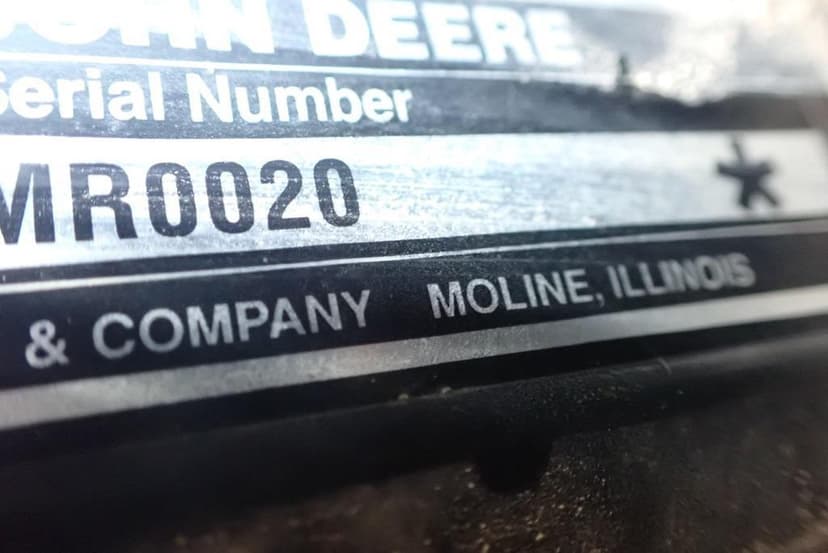 JOHN DEERE
Serial Number
MR0020 *
& COMPANY MOLINE, ILLINOIS